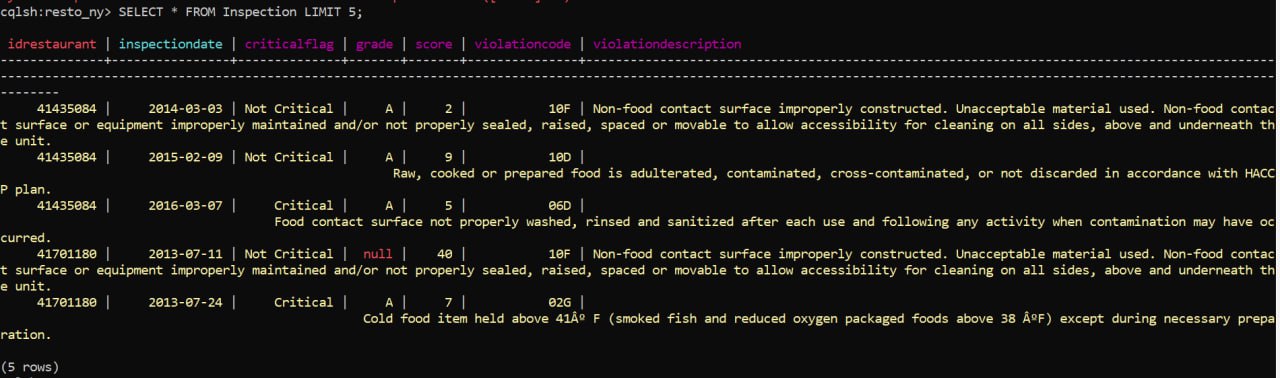 cqlsh:resto_ny> SELECT * FROM Inspection LIMIT 5;
idrestaurant | inspectiondate | criticalflag | grade | score | violationcode | violationdescription
41435084 | 2014-03-03 | Not Critical | A | 2 | 10F | Non-food contact surface improperly constructed. Unacceptable material used. Non-food contac
t surface or equipment improperly maintained and/or not properly sealed, raised, spaced or movable to allow accessibility for cleaning on all sides, above and underneath th
e unit.
41435084 | 2015-02-09 | Not Critical | A | 9 | 10D |
Raw, cooked or prepared food is adulterated, contaminated, cross-contaminated, or not discarded in accordance with HACC
P plan.
41435084 | 2016-03-07 | Critical | A | 5 | 06D |
Food contact surface not properly washed, rinsed and sanitized after each use and following any activity when contamination may have oc
curred.
41701180 | 2013-07-11 | Not Critical | null | 40 | 10F | Non-food contact surface improperly constructed. Unacceptable material used. Non-food contac
t surface or equipment improperly maintained and/or not properly sealed, raised, spaced or movable to allow accessibility for cleaning on all sides, above and underneath th
e unit.
41701180 | 2013-07-24 | Critical | A | 7 | 02G |
Cold food item held above 41Âº F (smoked fish and reduced oxygen packaged foods above 38 ÂºF) except during necessary prepa
ration.
(5 rows)